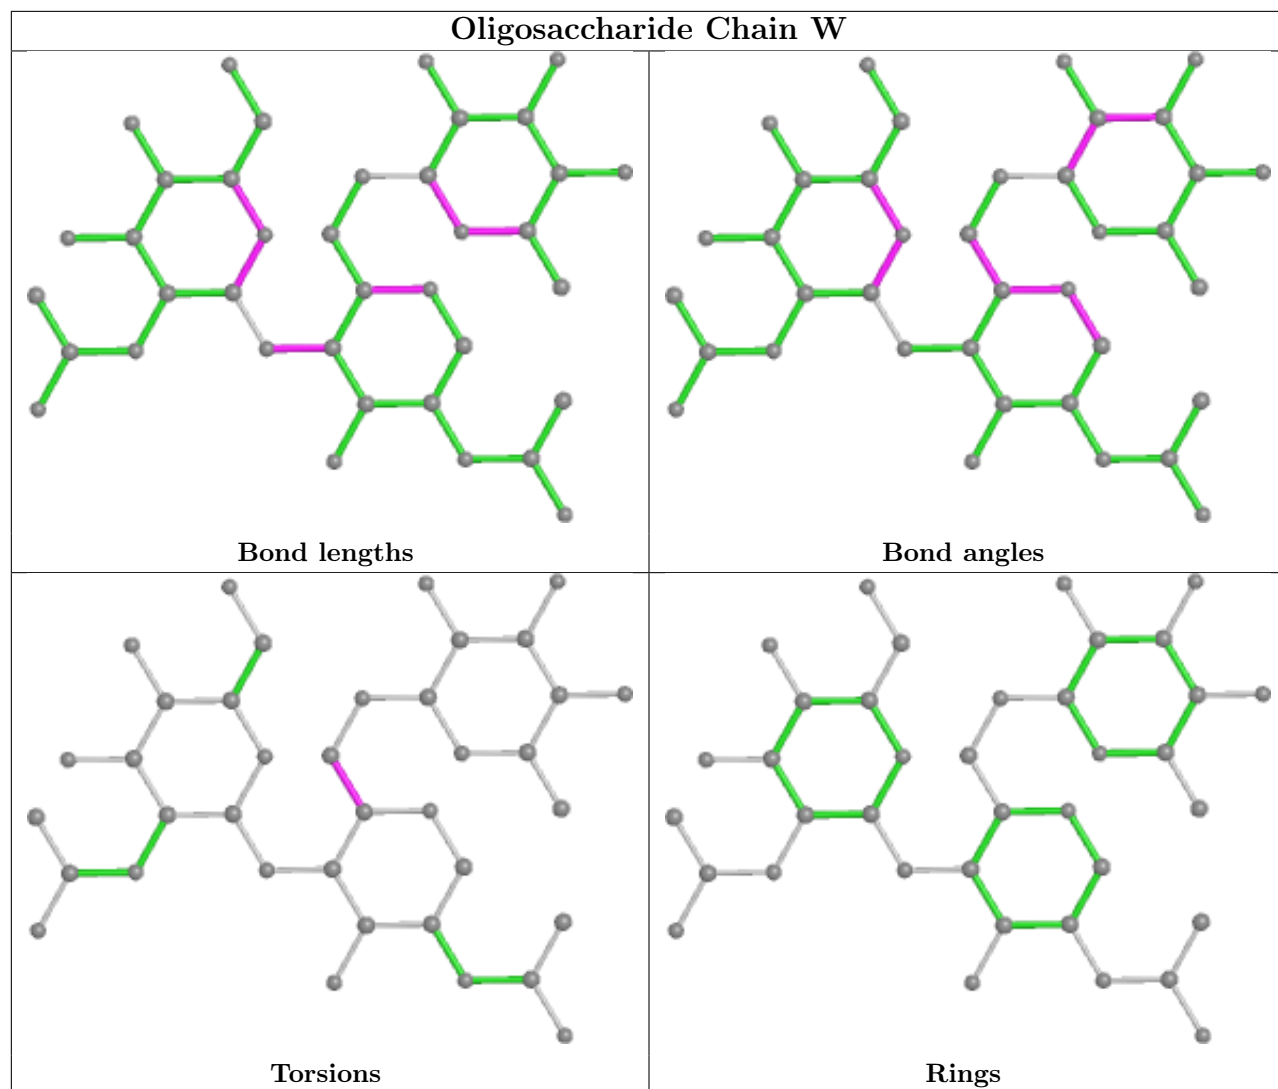 Oligosaccharide Chain W
Bond lengths
Bond angles
Torsions
Rings